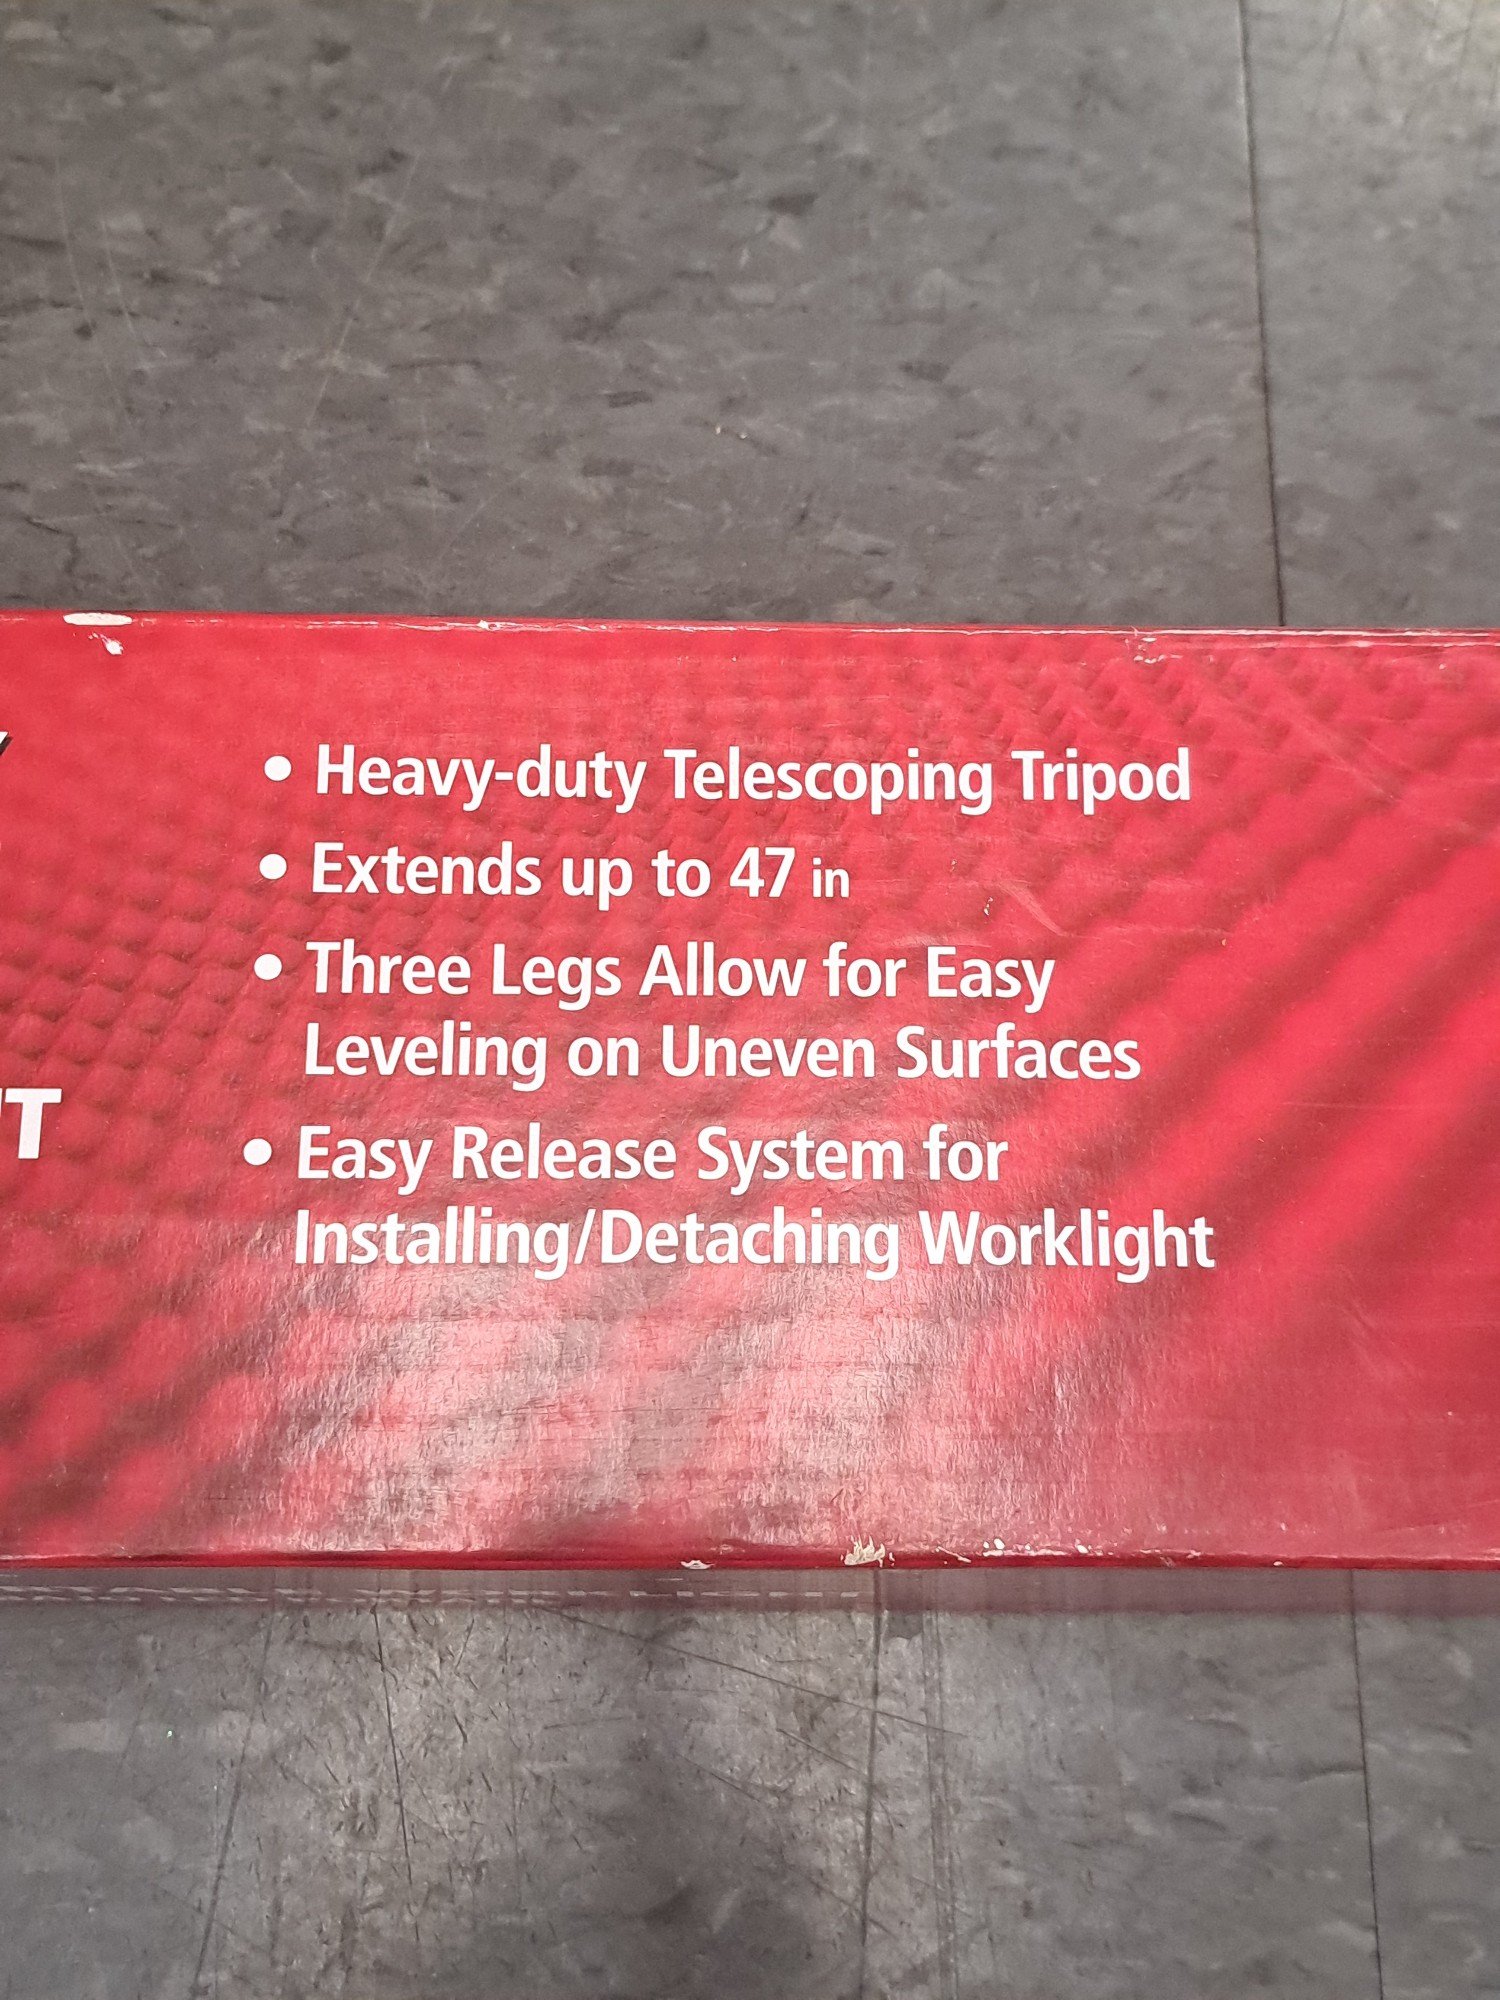 • Heavy-duty Telescoping Tripod
• Extends up to 47 in
• Three Legs Allow for Easy
Leveling on Uneven Surfaces
• Easy Release System for
Installing/Detaching Worklight